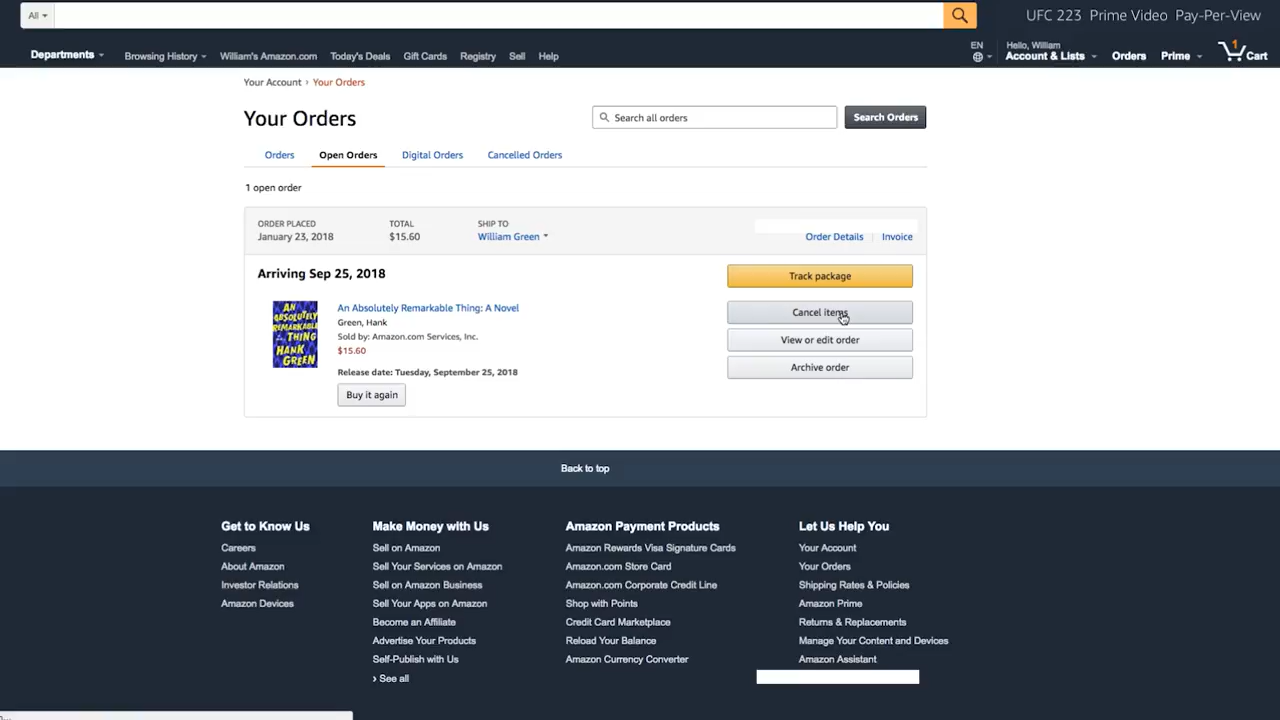 All
UFC 223 Prime Video Pay-Per-View
Departments
Browsing History
William's Amazon.com
Today's Deals
Gift Cards
Registry
Sell
Help
EN
Hello, William
Account & Lists
Orders
Prime
1
Cart
Your Account › Your Orders
Your Orders
Search all orders
Search Orders
Orders
Open Orders
Digital Orders
Cancelled Orders
1 open order
ORDER PLACED
January 23, 2018
TOTAL
$15.60
SHIP TO
William Green
Order Details
Invoice
Arriving Sep 25, 2018
AN
ABSOLUTELY
REMARKABLE
THING
HANK
GREEN
An Absolutely Remarkable Thing: A Novel
Green, Hank
Sold by: Amazon.com Services, Inc.
$15.60
Release date: Tuesday, September 25, 2018
Buy it again
Track package
Cancel items
View or edit order
Archive order
Back to top
Get to Know Us
Careers
About Amazon
Investor Relations
Amazon Devices
Make Money with Us
Sell on Amazon
Sell Your Services on Amazon
Sell on Amazon Business
Sell Your Apps on Amazon
Become an Affiliate
Advertise Your Products
Self-Publish with Us
› See all
Amazon Payment Products
Amazon Rewards Visa Signature Cards
Amazon.com Store Card
Amazon.com Corporate Credit Line
Shop with Points
Credit Card Marketplace
Reload Your Balance
Amazon Currency Converter
Let Us Help You
Your Account
Your Orders
Shipping Rates & Policies
Amazon Prime
Returns & Replacements
Manage Your Content and Devices
Amazon Assistant